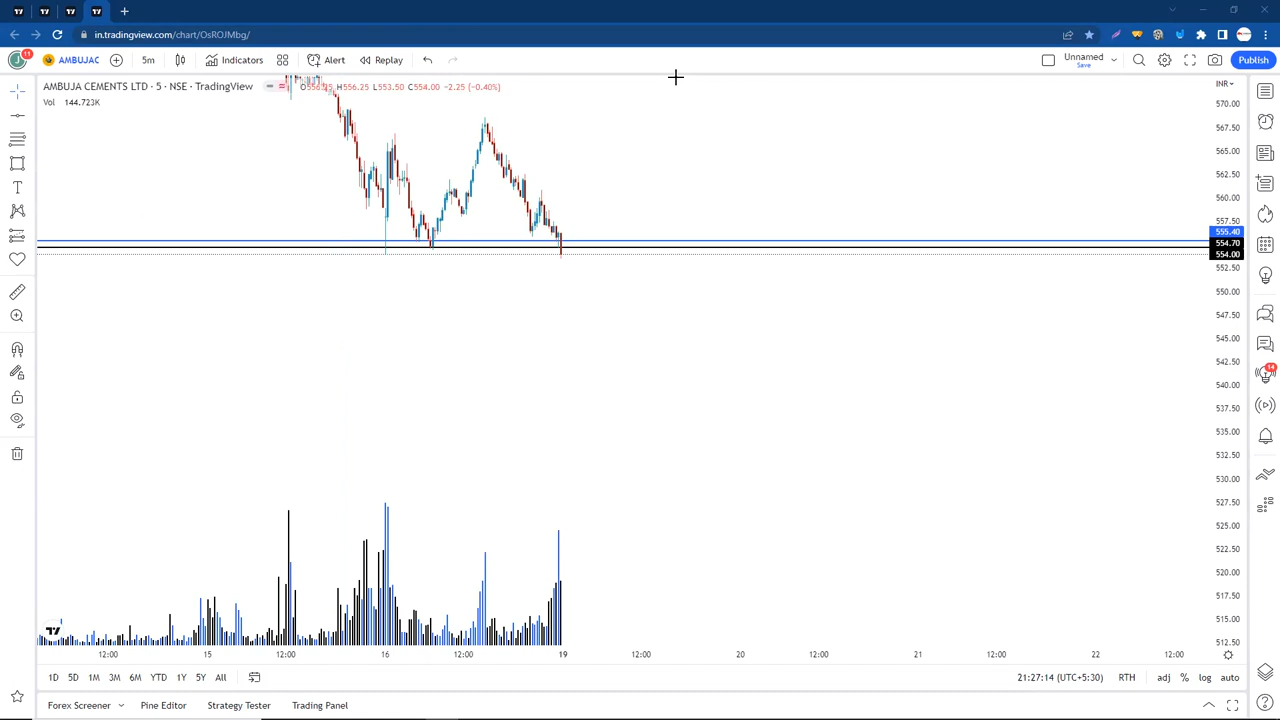 in.tradingview.com/chart/OsROJMbg/
11
AMBUJAC
5m
Indicators
Alert
Replay
Unnamed
Save
Publish
AMBUJA CEMENTS LTD · 5 · NSE · TradingView
H556.25 L553.50 C554.00 -2.25 (-0.40%)
INR
Vol 144.723K
570.00
567.50
565.00
562.50
560.00
557.50
555.40
554.70
554.00
552.50
550.00
547.50
545.00
542.50
540.00
537.50
535.00
532.50
530.00
527.50
525.00
522.50
520.00
517.50
515.00
512.50
14
12:00 15 12:00 16 12:00 19 12:00 20 12:00 21 12:00 22 12:00
1D 5D 1M 3M 6M YTD 1Y 5Y All
21:27:14 (UTC+5:30) RTH adj % log auto
Forex Screener Pine Editor Strategy Tester Trading Panel